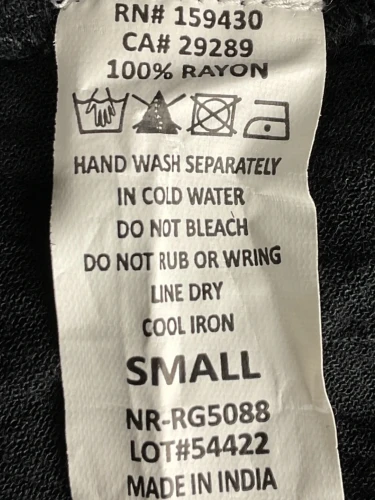 RN# 159430
CA# 29289
100% RAYON
HAND WASH SEPARATELY
IN COLD WATER
DO NOT BLEACH
DO NOT RUB OR WRING
LINE DRY
COOL IRON
SMALL
NR-RG5088
LOT#54422
MADE IN INDIA